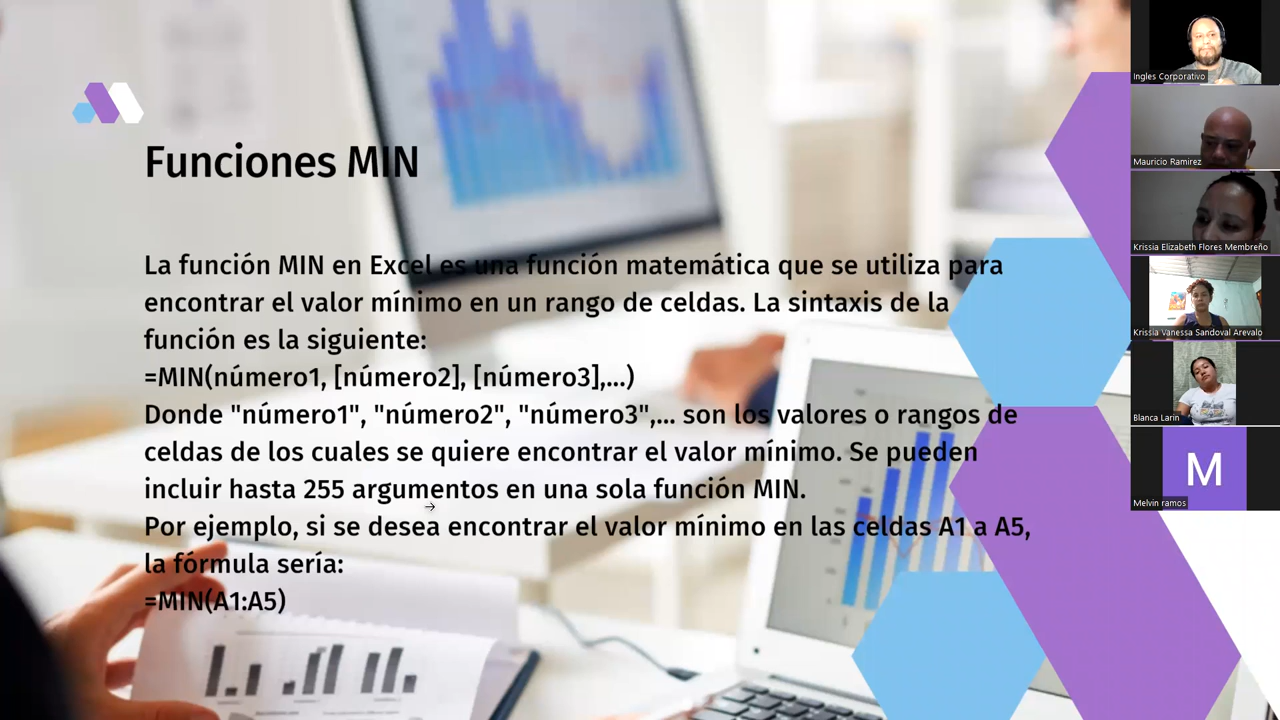 Funciones MIN
La función MIN en Excel es una función matemática que se utiliza para
encontrar el valor mínimo en un rango de celdas. La sintaxis de la
función es la siguiente:
=MIN(número1, [número2], [número3],...)
Donde "número1", "número2", "número3",... son los valores o rangos de
celdas de los cuales se quiere encontrar el valor mínimo. Se pueden
incluir hasta 255 argumentos en una sola función MIN.
Por ejemplo, si se desea encontrar el valor mínimo en las celdas A1 a A5,
la fórmula sería:
=MIN(A1:A5)
Ingles Corporativo
Mauricio Ramirez
Krissia Elizabeth Flores Membreño
Krissia Vanessa Sandoval Arevalo
Blanca Larin
M
Melvin ramos